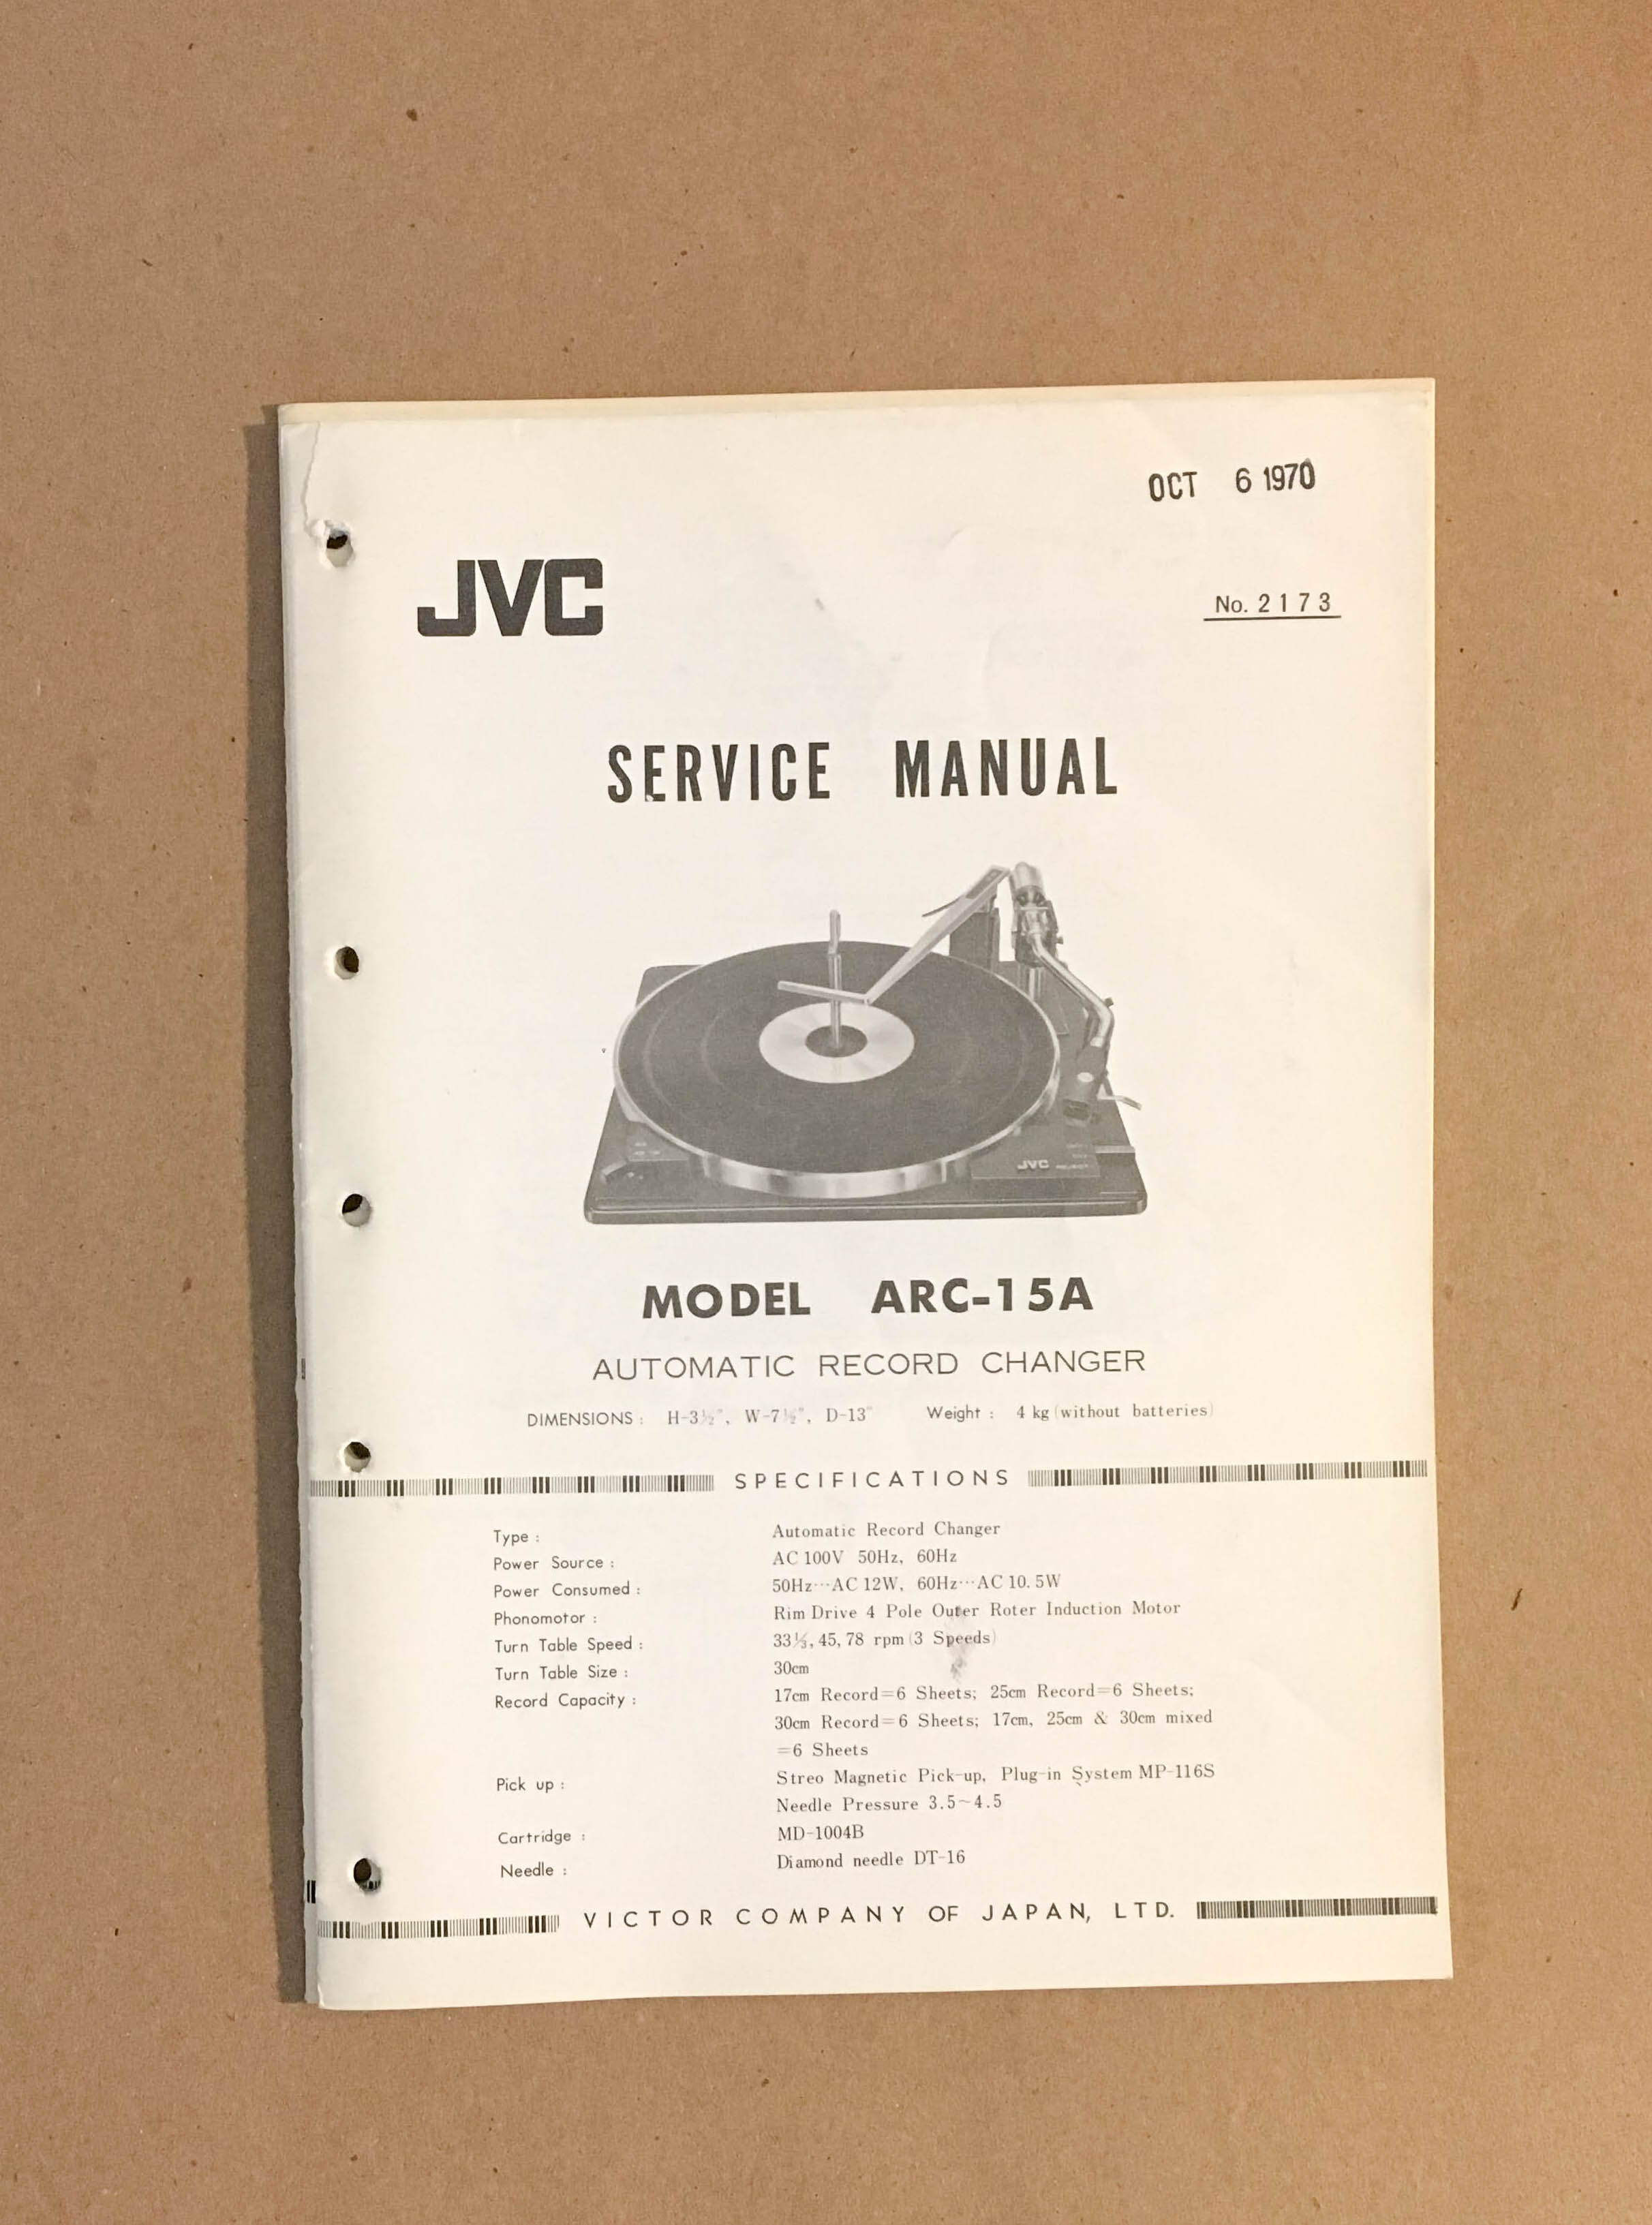 OCT 6 1970
JVC
No. 2173
SERVICE MANUAL
JVC
MODEL ARC-15A
AUTOMATIC RECORD CHANGER
DIMENSIONS : H-3½", W-7½", D-13" Weight : 4 kg (without batteries)
SPECIFICATIONS
Type : Automatic Record Changer
Power Source : AC 100V 50Hz, 60Hz
Power Consumed : 50Hz···AC 12W, 60Hz···AC 10.5W
Phonomotor : Rim Drive 4 Pole Outer Roter Induction Motor
Turn Table Speed : 33⅓, 45, 78 rpm (3 Speeds)
Turn Table Size : 30cm
Record Capacity : 17cm Record=6 Sheets; 25cm Record=6 Sheets;
30cm Record=6 Sheets; 17cm, 25cm & 30cm mixed
=6 Sheets
Pick up : Streo Magnetic Pick-up, Plug-in System MP-116S
Needle Pressure 3.5~4.5
Cartridge : MD-1004B
Needle : Diamond needle DT-16
VICTOR COMPANY OF JAPAN, LTD.